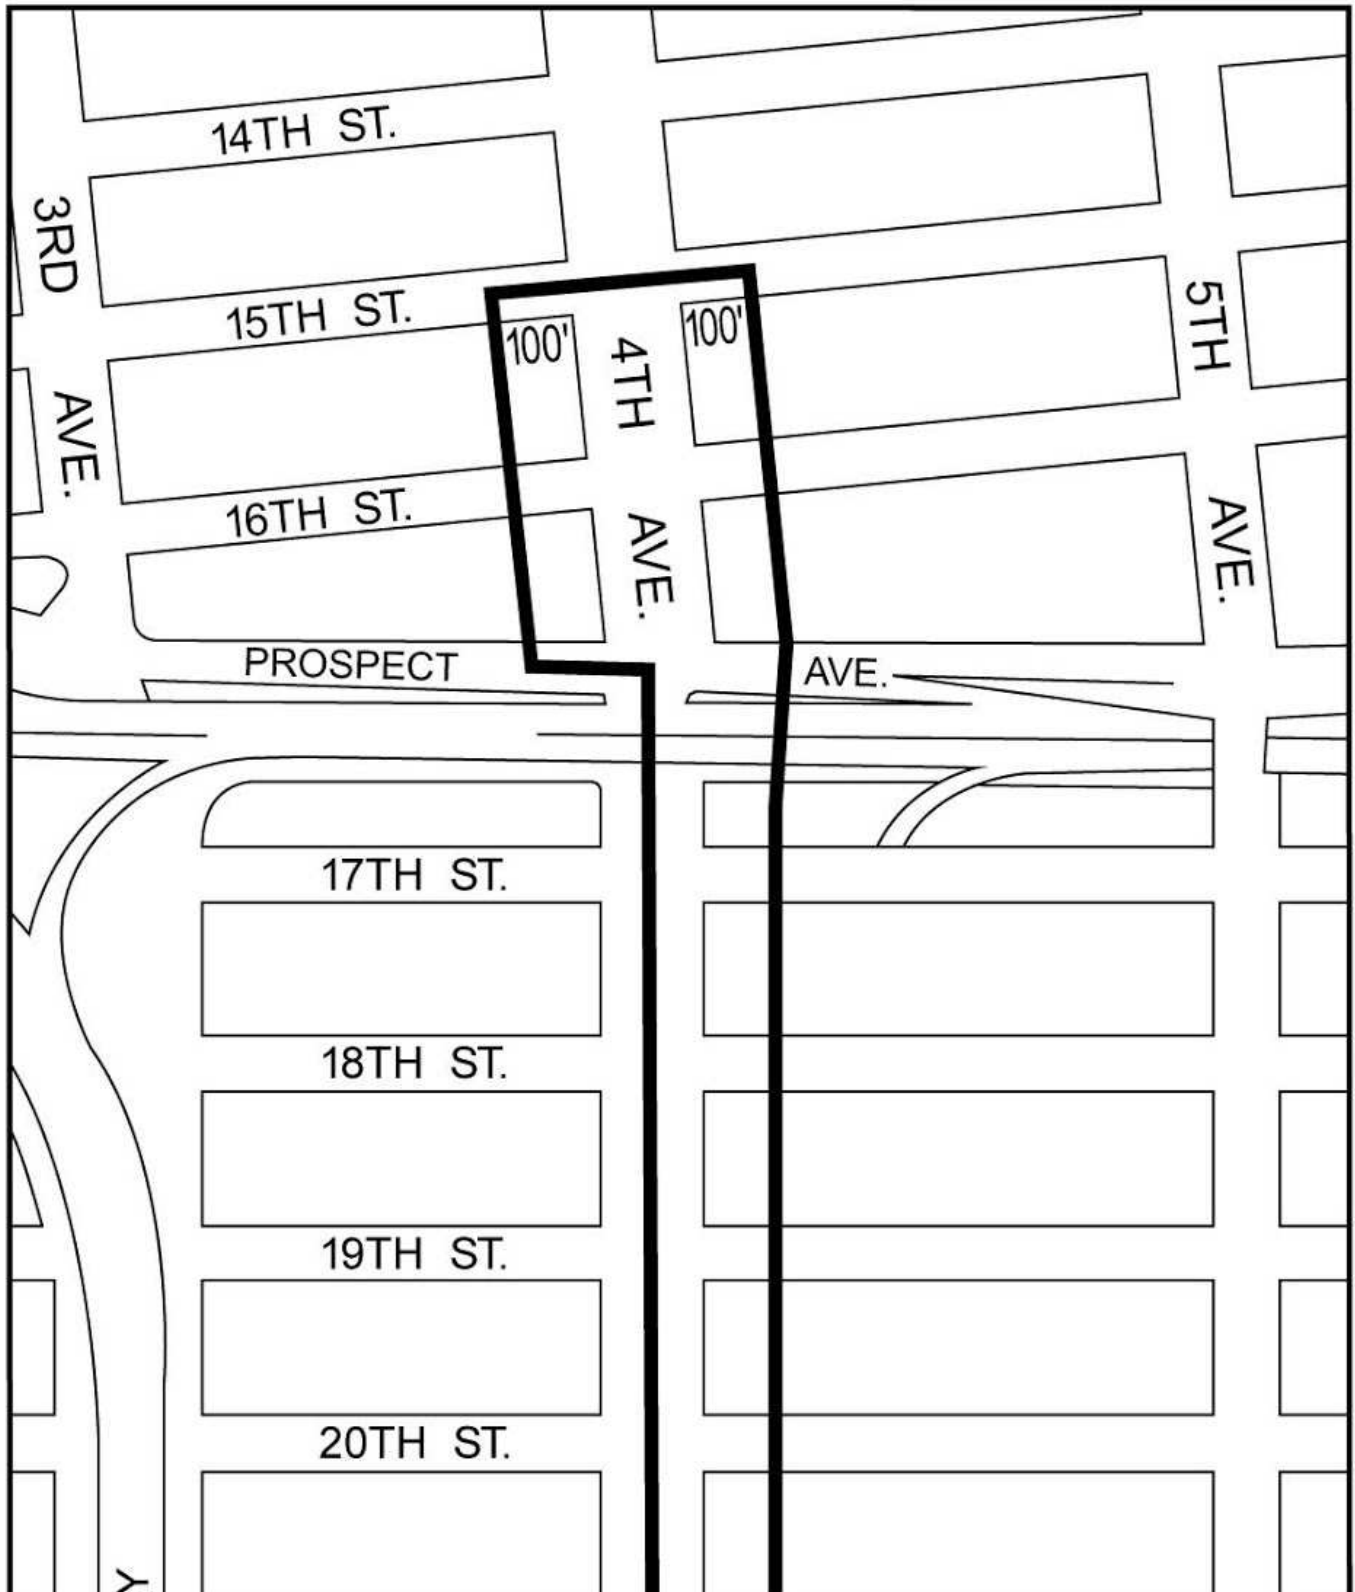 14TH ST.
3RD
AVE.
15TH ST.
100'
4TH
AVE.
100'
5TH
AVE.
16TH ST.
PROSPECT
AVE.
17TH ST.
18TH ST.
19TH ST.
20TH ST.
Y